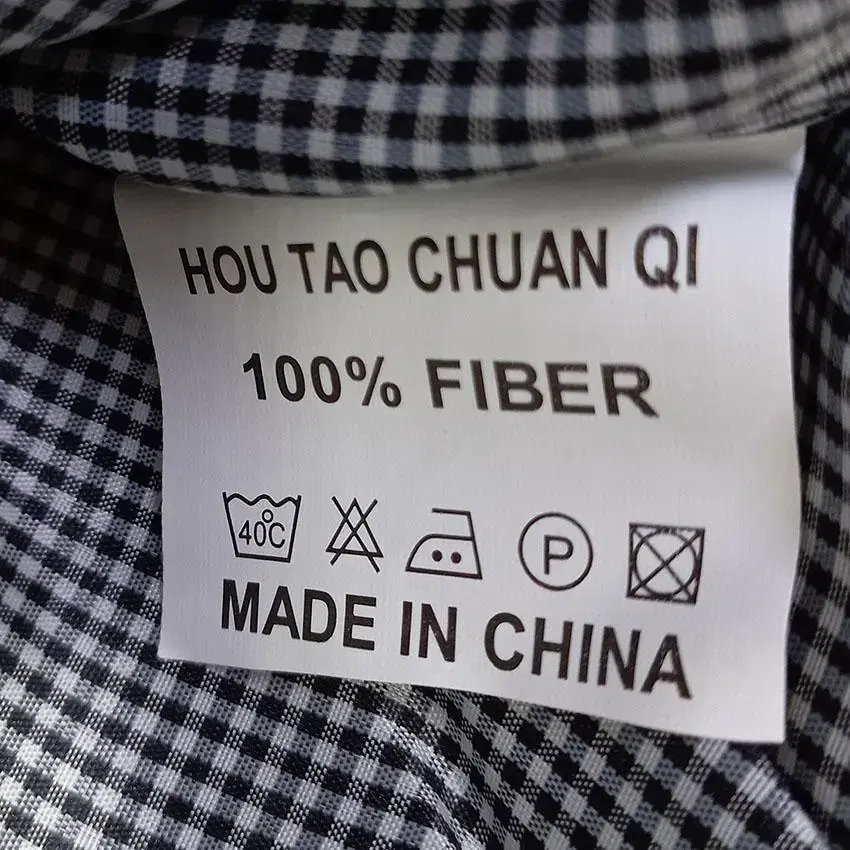 HOU TAO CHUAN QI
100% FIBER
40°C P
MADE IN CHINA